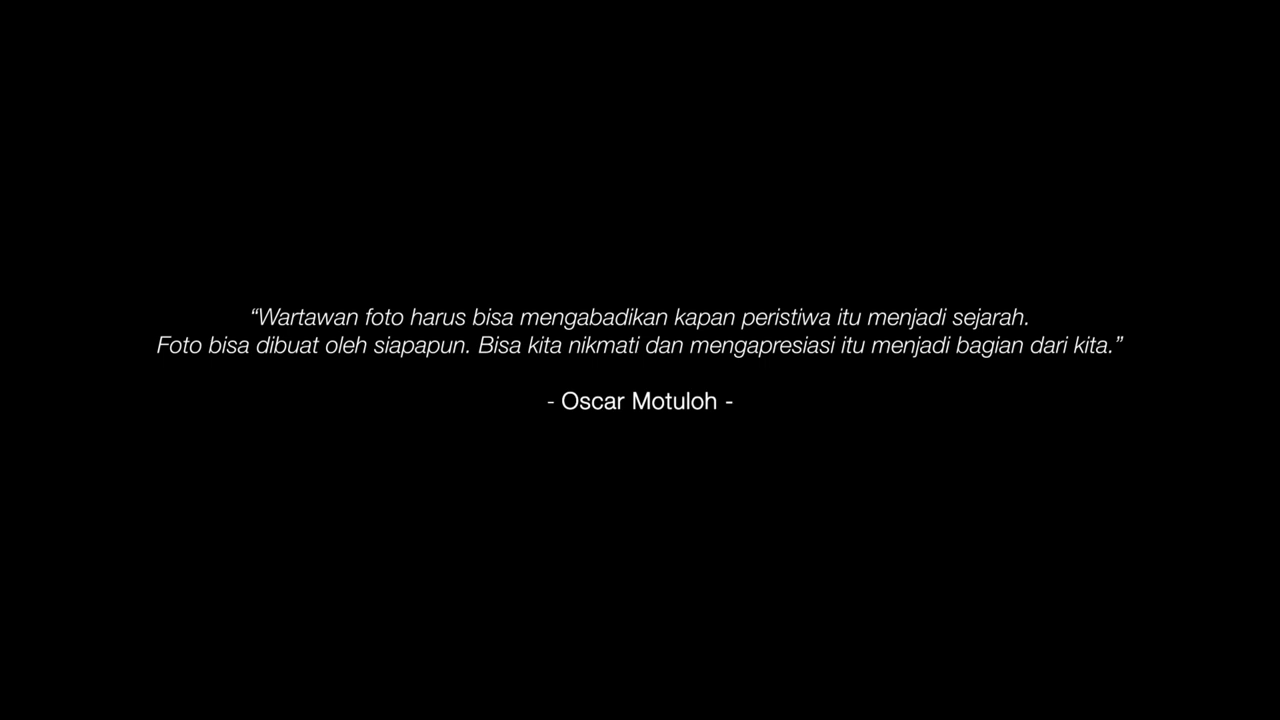 “Wartawan foto harus bisa mengabadikan kapan peristiwa itu menjadi sejarah.
Foto bisa dibuat oleh siapapun. Bisa kita nikmati dan mengapresiasi itu menjadi bagian dari kita.”
- Oscar Motuloh -